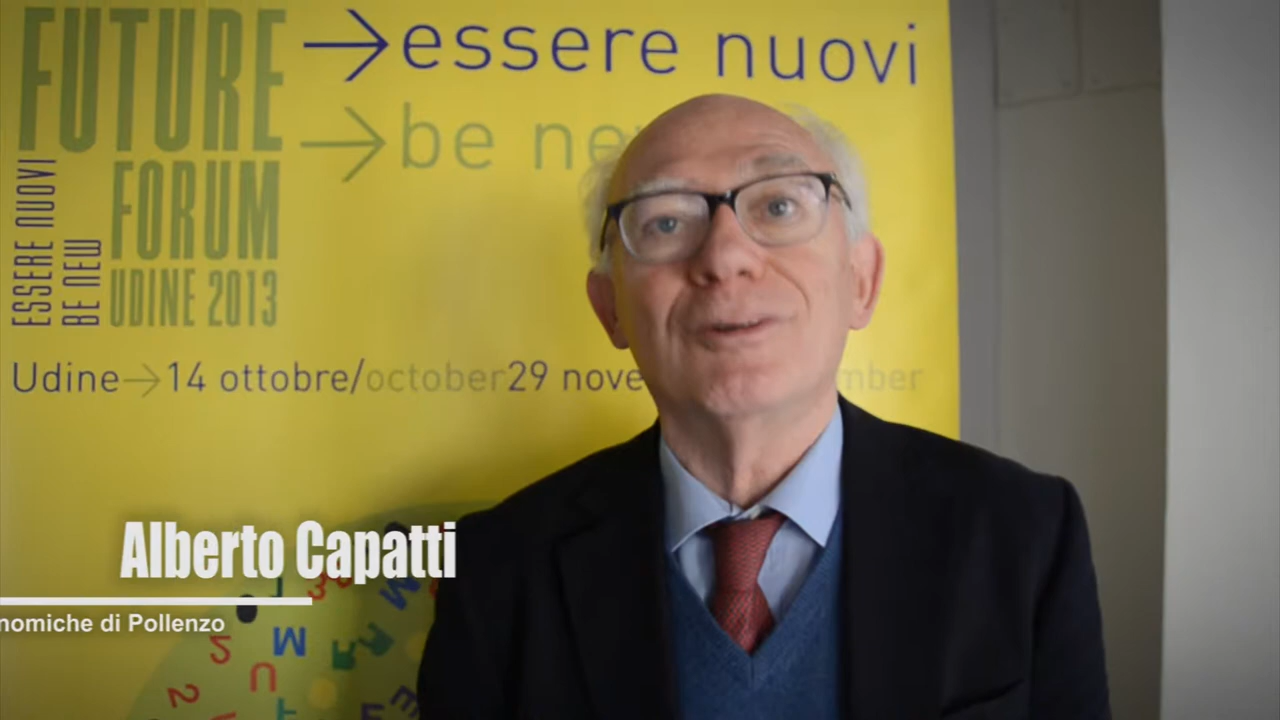 FUTURE
FORUM
UDINE 2013
ESSERE NUOVI
BE NEW
→essere nuovi
→be ne
Udine→14 ottobre/october29 nove mber
Alberto Capatti
nomiche di Pollenzo